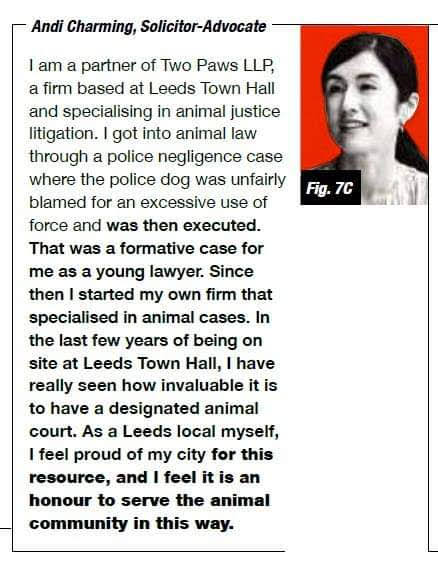 Andi Charming, Solicitor-Advocate
I am a partner of Two Paws LLP,
a firm based at Leeds Town Hall
and specialising in animal justice
litigation. I got into animal law
through a police negligence case
where the police dog was unfairly
blamed for an excessive use of
force and was then executed.
That was a formative case for
me as a young lawyer. Since
then I started my own firm that
specialised in animal cases. In
the last few years of being on
site at Leeds Town Hall, I have
really seen how invaluable it is
to have a designated animal
court. As a Leeds local myself,
I feel proud of my city for this
resource, and I feel it is an
honour to serve the animal
community in this way.
Fig. 7C